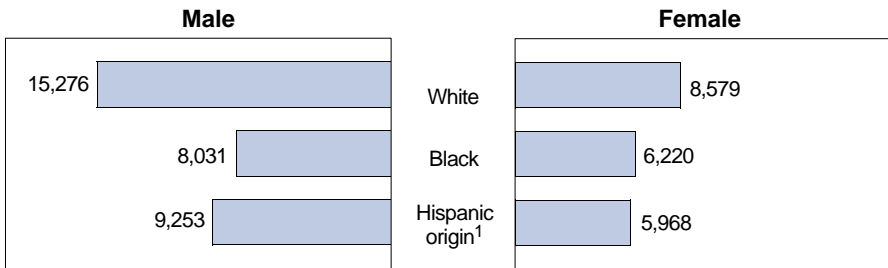 Male Female
15,276 White 8,579
8,031 Black 6,220
9,253 Hispanic origin¹ 5,968